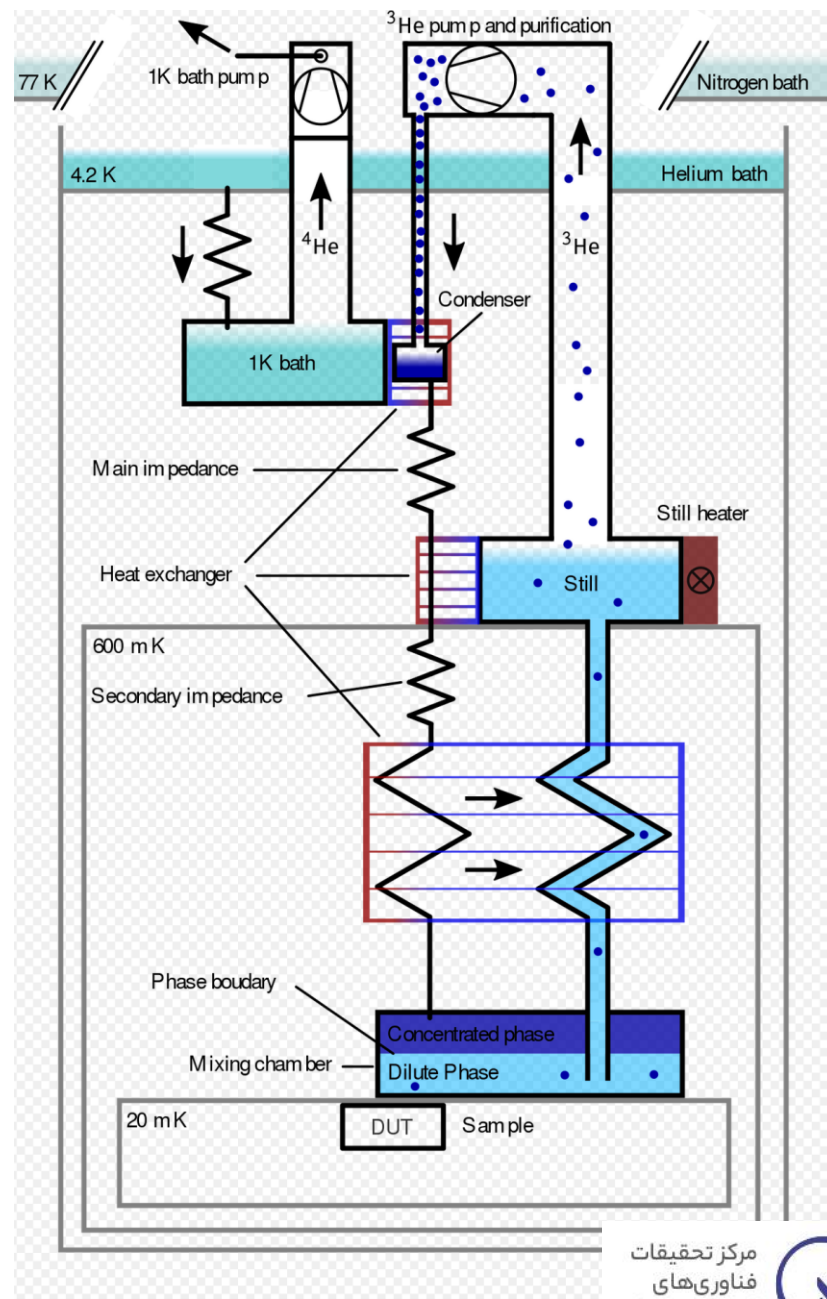 ³He pump and purification
1K bath pump
77 K
Nitrogen bath
4.2 K
Helium bath
⁴He
³He
Condenser
1K bath
Main impedance
Still heater
Heat exchanger
Still
600 mK
Secondary impedance
Phase boudary
Concentrated phase
Mixing chamber
Dilute Phase
20 mK
DUT
Sample
مرکز تحقیقات
فناوری‌های